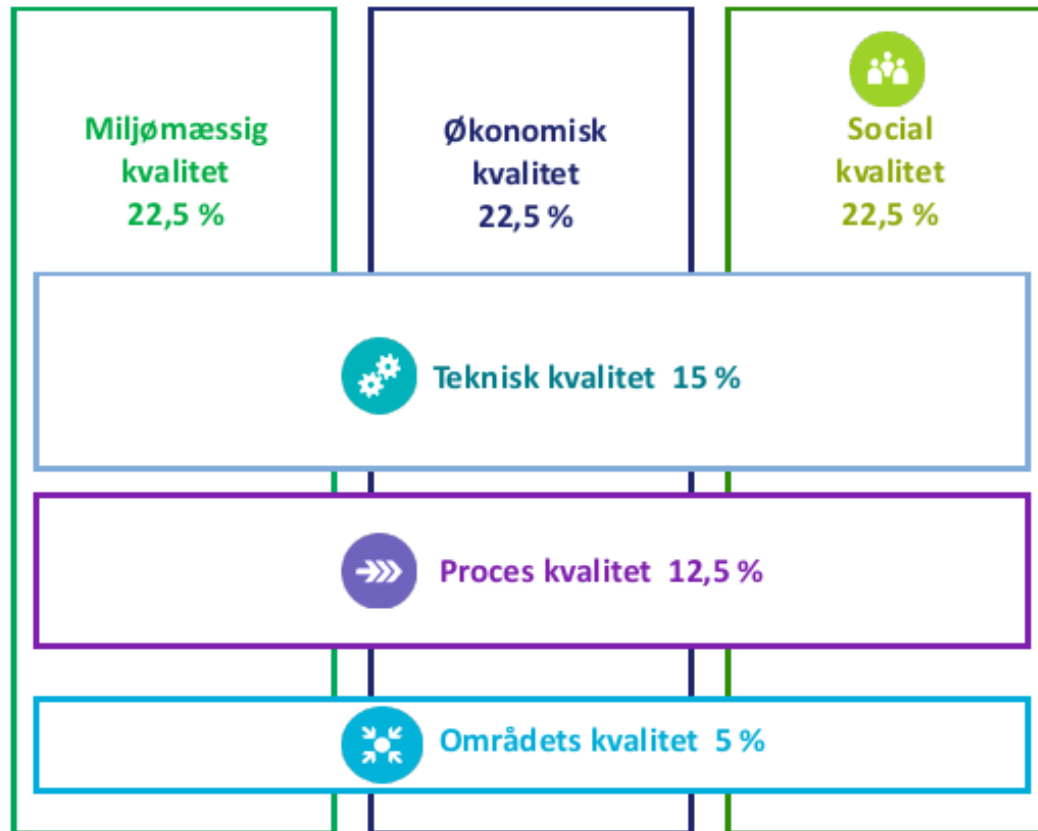 Miljømæssig
kvalitet
22,5 %
Økonomisk
kvalitet
22,5 %
Social
kvalitet
22,5 %
Teknisk kvalitet 15 %
Proces kvalitet 12,5 %
Områdets kvalitet 5 %